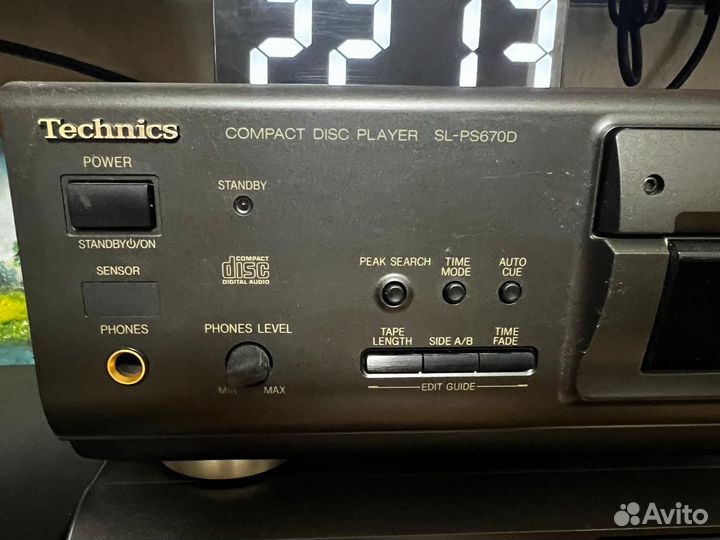 22 13
Technics COMPACT DISC PLAYER SL-PS670D
POWER
STANDBY
STANDBY⏻/ON
SENSOR
COMPACT
disc
DIGITAL AUDIO
PEAK SEARCH TIME MODE AUTO CUE
PHONES PHONES LEVEL
MIN MAX
TAPE LENGTH SIDE A/B TIME FADE
EDIT GUIDE
Avito